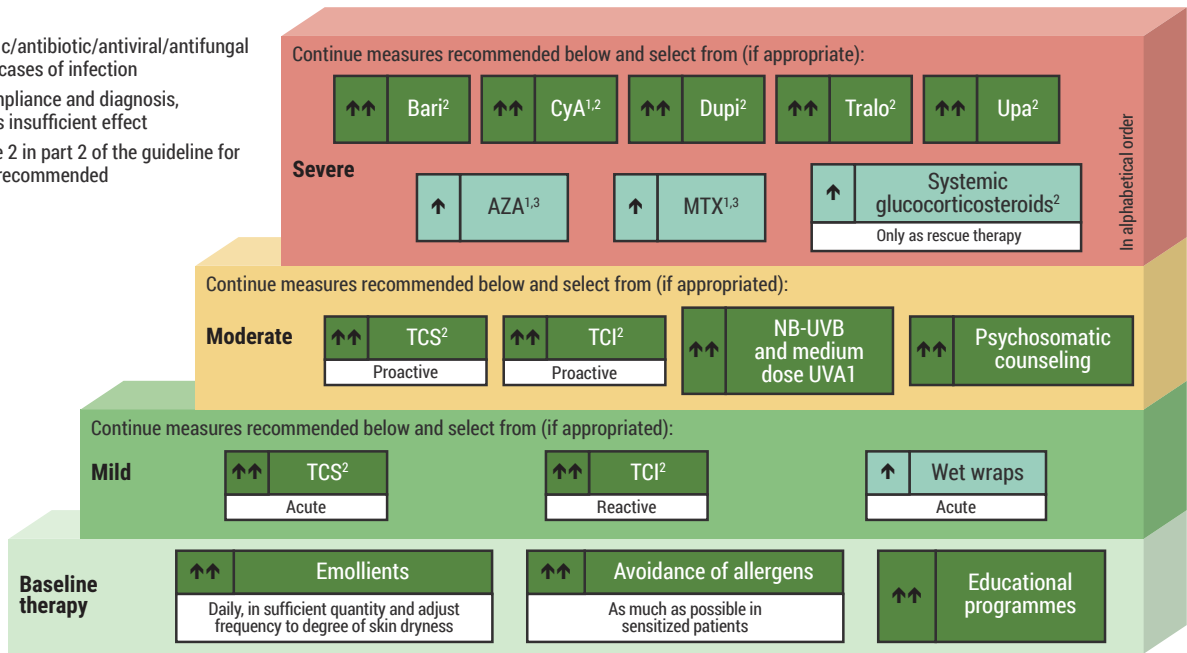 c/antibiotic/antiviral/antifungal
cases of infection
mpliance and diagnosis,
s insufficient effect
e 2 in part 2 of the guideline for
recommended
Continue measures recommended below and select from (if appropriate):
↑↑ Bari²
↑↑ CyA¹,²
↑↑ Dupi²
↑↑ Tralo²
↑↑ Upa²
Severe
↑ AZA¹,³
↑ MTX¹,³
↑ Systemic
glucocorticosteroids²
Only as rescue therapy
In alphabetical order
Continue measures recommended below and select from (if appropriated):
Moderate
↑↑ TCS²
Proactive
↑↑ TCI²
Proactive
↑↑ NB-UVB
and medium
dose UVA1
↑↑ Psychosomatic
counseling
Continue measures recommended below and select from (if appropriated):
Mild
↑↑ TCS²
Acute
↑↑ TCI²
Reactive
↑ Wet wraps
Acute
Baseline
therapy
↑↑ Emollients
Daily, in sufficient quantity and adjust
frequency to degree of skin dryness
↑↑ Avoidance of allergens
As much as possible in
sensitized patients
↑↑ Educational
programmes